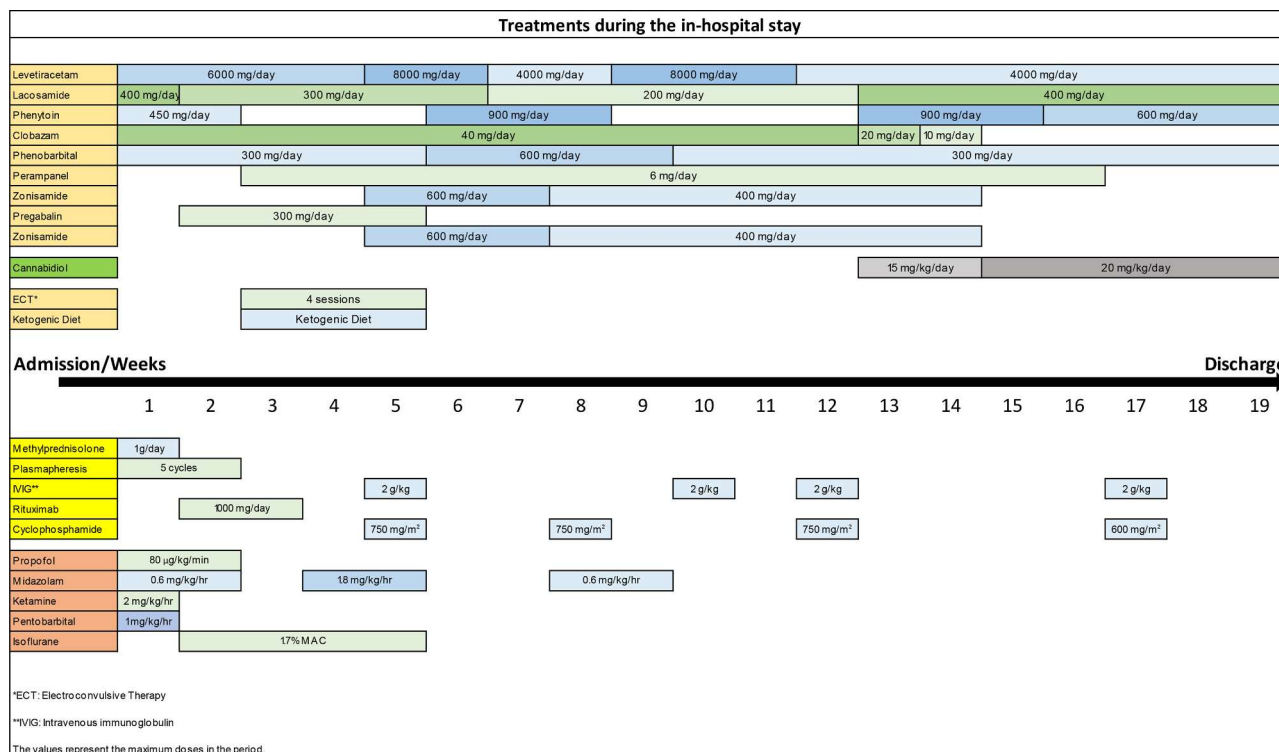 Treatments during the in-hospital stay
Levetiracetam 6000 mg/day 8000 mg/day 4000 mg/day 8000 mg/day 4000 mg/day
Lacosamide 400 mg/day 300 mg/day 200 mg/day 400 mg/day
Phenytoin 450 mg/day 900 mg/day 900 mg/day 600 mg/day
Clobazam 40 mg/day 20 mg/day 10 mg/day
Phenobarbital 300 mg/day 600 mg/day 300 mg/day
Perampanel 6 mg/day
Zonisamide 600 mg/day 400 mg/day
Pregabalin 300 mg/day
Zonisamide 600 mg/day 400 mg/day
Cannabidiol 15 mg/kg/day 20 mg/kg/day
ECT* 4 sessions
Ketogenic Diet Ketogenic Diet
Admission/Weeks Discharge
1 2 3 4 5 6 7 8 9 10 11 12 13 14 15 16 17 18 19
Methylprednisolone 1g/day
Plasmapheresis 5 cycles
IVIG** 2 g/kg 2 g/kg 2 g/kg 2 g/kg
Rituximab 1000 mg/day
Cyclophosphamide 750 mg/m² 750 mg/m² 750 mg/m² 600 mg/m²
Propofol 80 µg/kg/min
Midazolam 0.6 mg/kg/hr 1.8 mg/kg/hr 0.6 mg/kg/hr
Ketamine 2 mg/kg/hr
Pentobarbital 1mg/kg/hr
Isoflurane 1.7% MAC
*ECT: Electroconvulsive Therapy
**IVIG: Intravenous immunoglobulin
The values represent the maximum doses in the period.